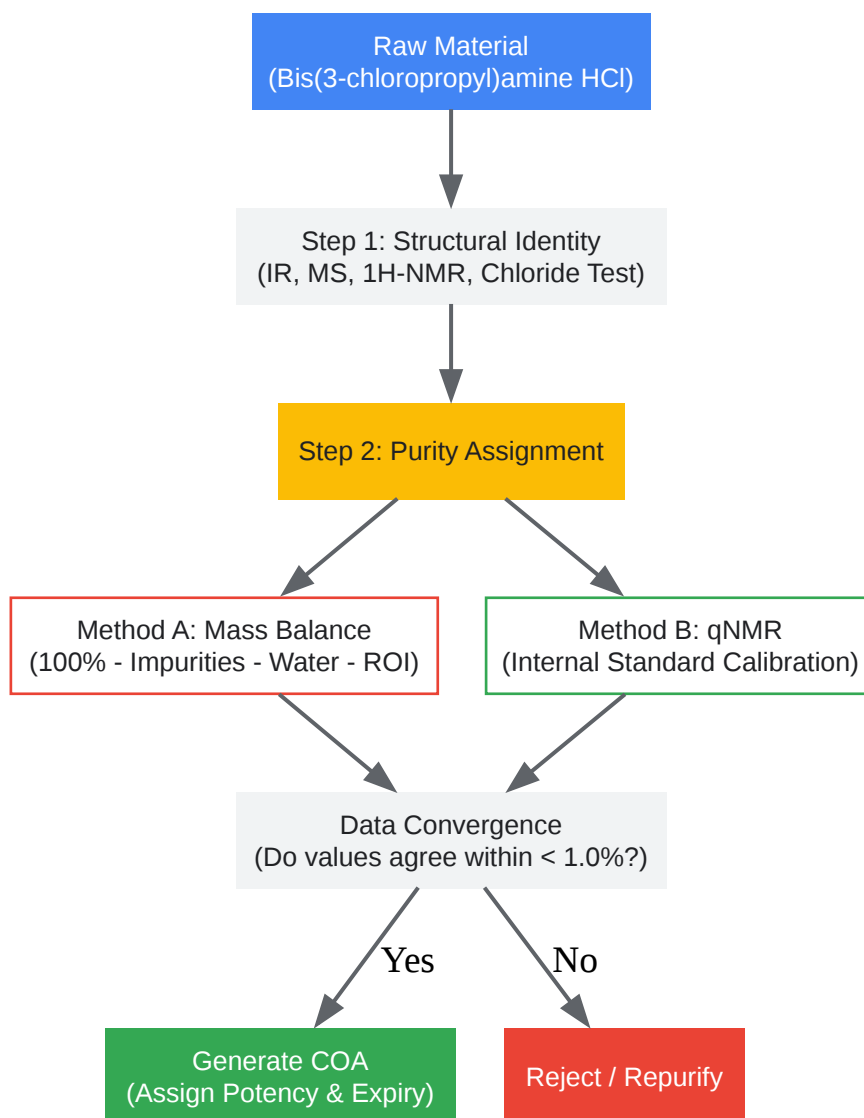 Raw Material
(Bis(3-chloropropyl)amine HCl)
Step 1: Structural Identity
(IR, MS, 1H-NMR, Chloride Test)
Step 2: Purity Assignment
Method A: Mass Balance
(100% - Impurities - Water - ROI)
Method B: qNMR
(Internal Standard Calibration)
Data Convergence
(Do values agree within < 1.0%?)
Yes
No
Generate COA
(Assign Potency & Expiry)
Reject / Repurify